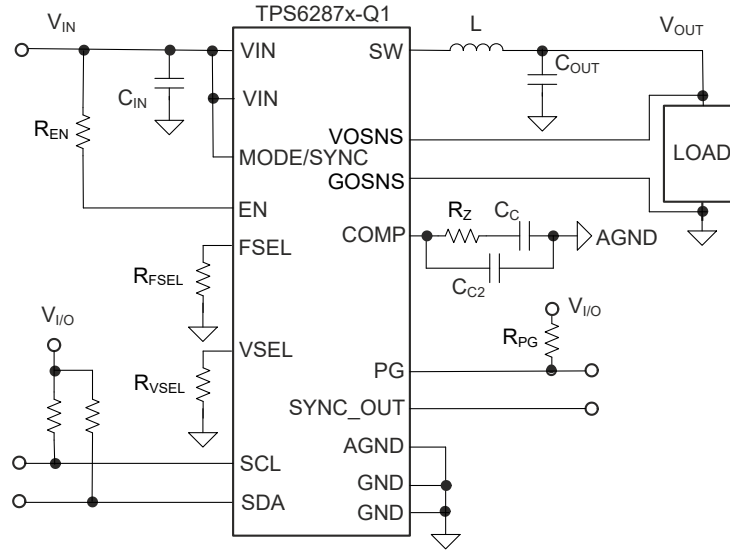 TPS6287x-Q1
VIN
VIN
VIN
MODE/SYNC
EN
FSEL
VSEL
SCL
SDA
CIN
REN
RFSEL
VI/O
RVSEL
SW
L
VOUT
COUT
VOSNS
GOSNS
LOAD
COMP
RZ
CC
CC2
AGND
VI/O
RPG
PG
SYNC_OUT
AGND
GND
GND